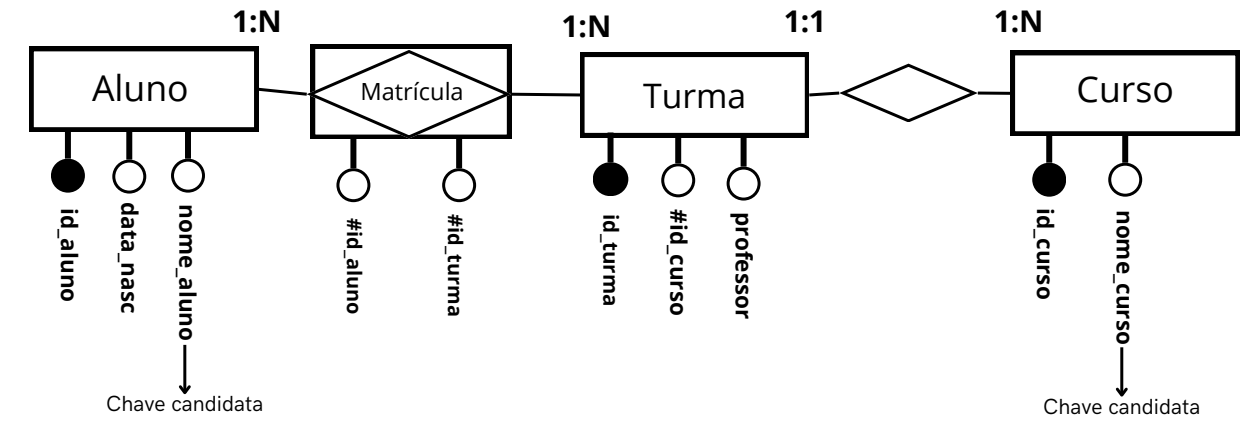 1:N
1:N
1:1
1:N
Aluno
Matrícula
Turma
Curso
id_aluno
data_nasc
nome_aluno
#id_aluno
#id_turma
id_turma
#id_curso
professor
id_curso
nome_curso
Chave candidata
Chave candidata